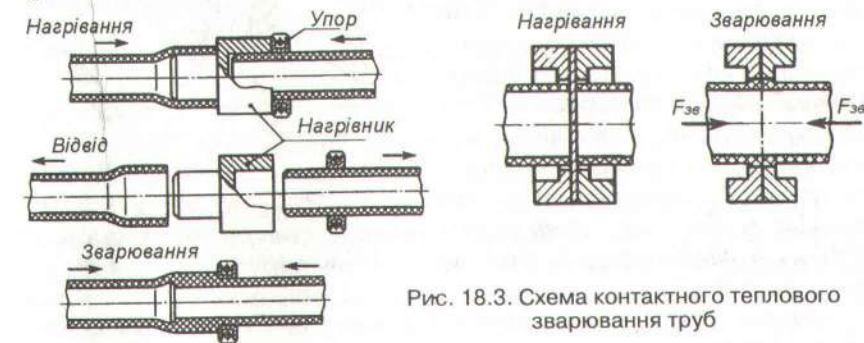 Нагрівання
Упор
Нагрівник
Відвід
Зварювання
Нагрівання
Зварювання
Fзв
Fзв
Рис. 18.3. Схема контактного теплового
зварювання труб